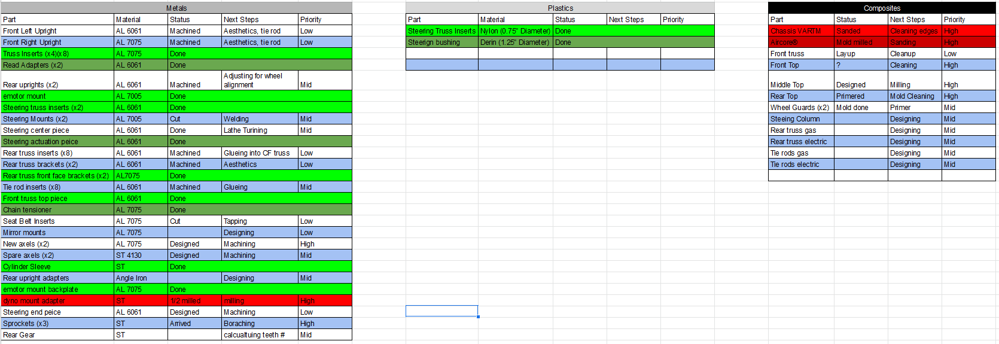 Metals
Part Material Status Next Steps Priority
Front Left Upright AL 6061 Machined Aesthetics, tie rod Low
Front Right Upright AL 7075 Machined Aesthetics, tie rod Low
Truss Inserts (x4)(x8) AL 7075 Done
Read Adapters (x2) AL 6061 Done
Rear uprights (x2) AL 6061 Machined Adjusting for wheel alignment Mid
emotor mount AL 7005 Done
Steering truss inserts (x2) AL 6061 Done
Steering Mounts (x2) AL 7005 Cut Welding Mid
Steering center piece AL 6061 Done Lathe Turining Mid
Steering actuation peice AL 6061 Done
Rear truss inserts (x8) AL 6061 Machined Glueing into CF truss Low
Rear truss brackets (x2) AL 6061 Machined Aesthetics Low
Rear truss front face brackets (x2) AL7075 Done
Tie rod inserts (x8) AL 6061 Machined Glueing Mid
Front truss top piece AL 6061 Done
Chain tensioner AL 7075 Done
Seat Belt Inserts AL 7075 Cut Tapping Low
Mirror mounts AL 7075 Designing Low
New axels (x2) AL 7075 Designed Machining High
Spare axels (x2) ST 4130 Designed Machining Mid
Cylinder Sleeve ST Done
Rear upright adapters Angle Iron Designing Mid
emotor mount backplate AL 7075 Done
dyno mount adapter ST 1/2 milled milling High
Steering end peice AL 6061 Designed Machining Low
Sprockets (x3) ST Arrived Boraching High
Rear Gear ST calcualtuing teeth # Mid
Plastics
Part Material Status Next Steps Priority
Steering Truss Inserts Nylon (0.75" Diameter) Done
Steerign bushing Derin (1.25" Diameter) Done
Composites
Part Status Next Steps Priority
Chassis VARTM Sanded Cleaning edges High
Aircore® Mold milled Sanding High
Front truss Layup Cleanup Low
Front Top ? Cleaning High
Middle Top Designed Milling High
Rear Top Primered Mold Cleaning High
Wheel Guards (x2) Mold done Primer Mid
Steeing Column Designing Mid
Rear truss gas Designing Mid
Rear truss electric Designing Mid
Tie rods gas Designing Mid
Tie rods electric Designing Mid